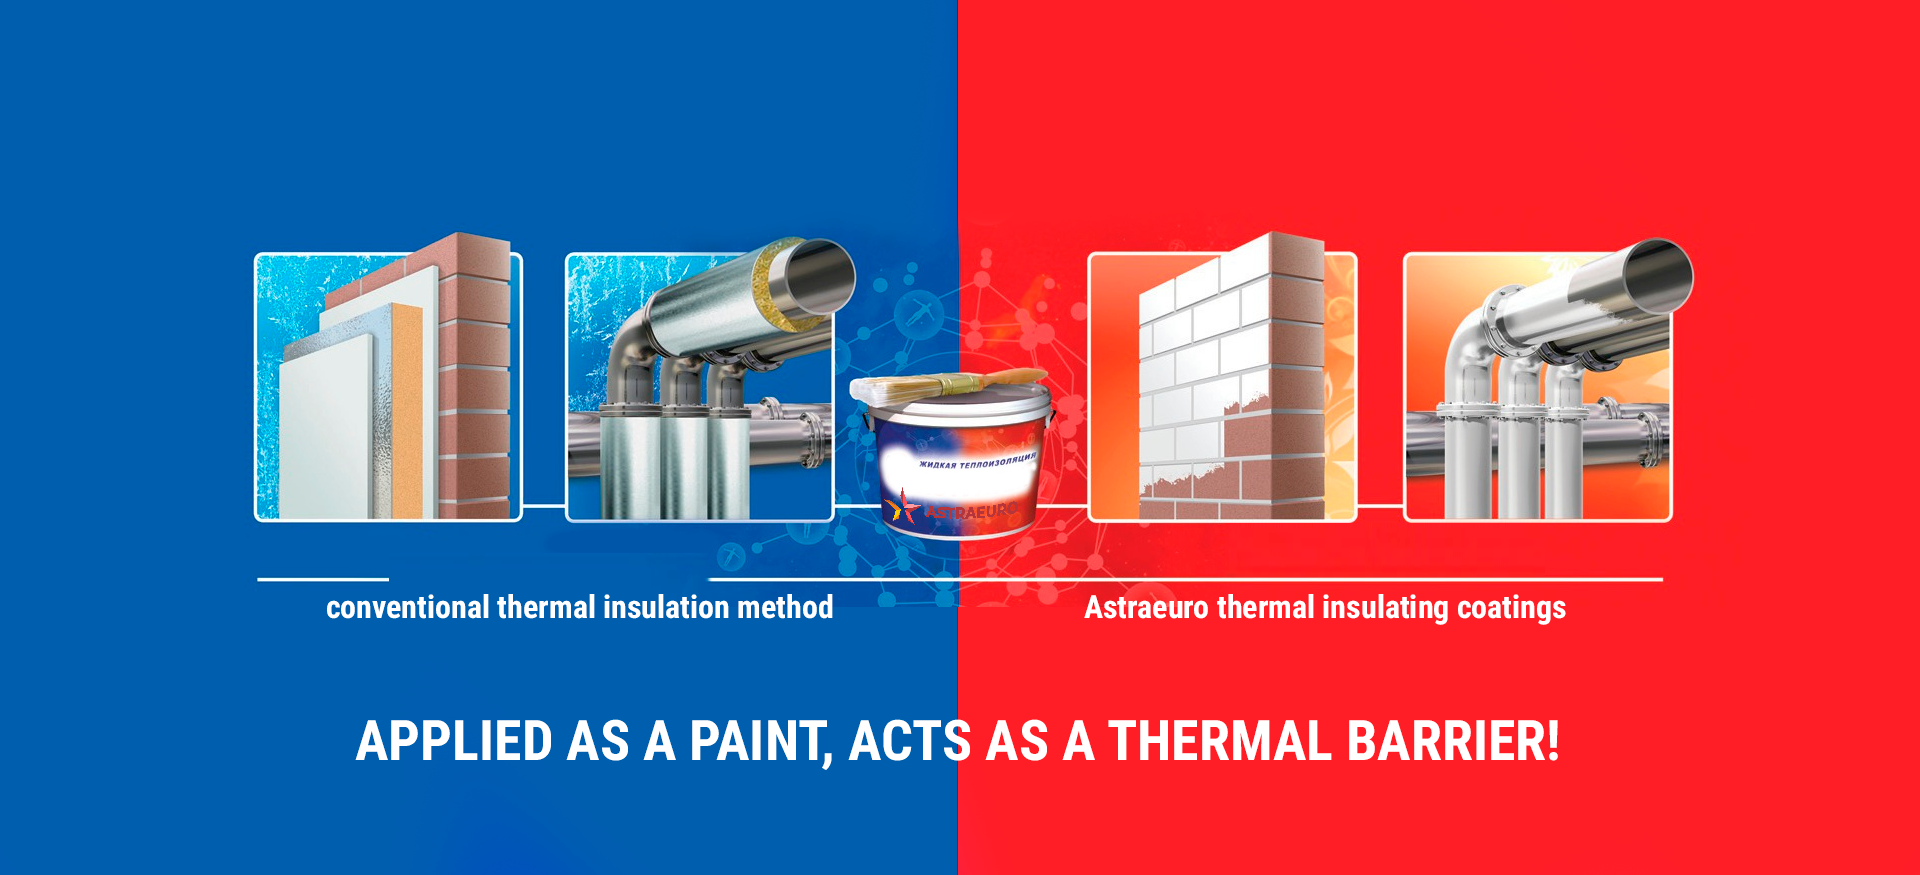 ЖИДКАЯ ТЕПЛОИЗОЛЯЦИЯ
ASTRAEURO
conventional thermal insulation method
Astraeuro thermal insulating coatings
APPLIED AS A PAINT, ACTS AS A THERMAL BARRIER!